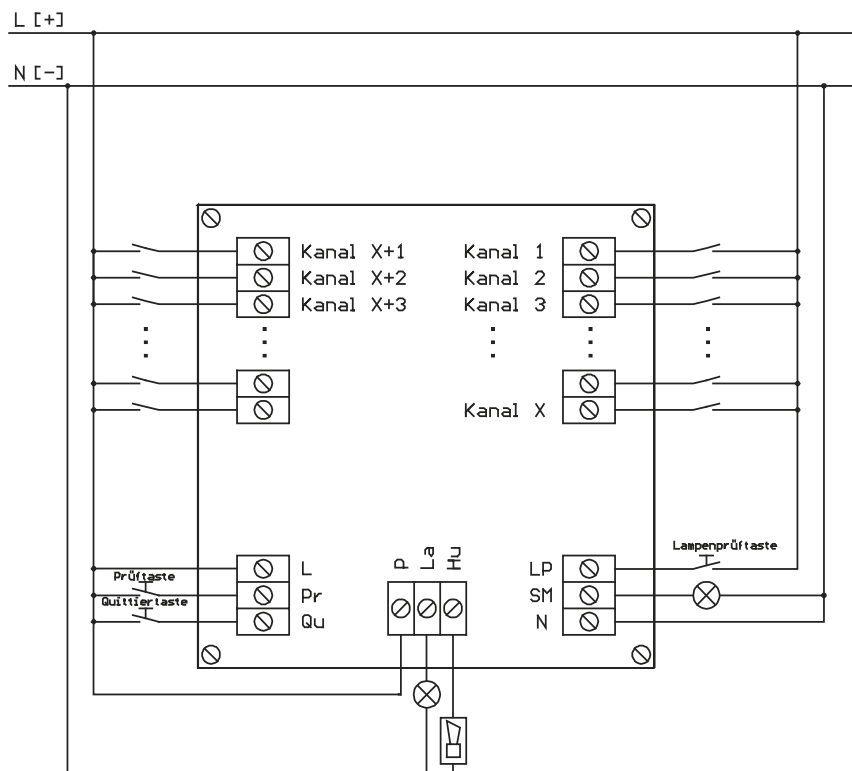 L [+]
N [-]
Kanal X+1
Kanal 1
Kanal X+2
Kanal 2
Kanal X+3
Kanal 3
Kanal X
Lampenprüftaste
P
La
Hu
L
LP
Prüftaste
Pr
SM
Quittiertaste
Qu
N